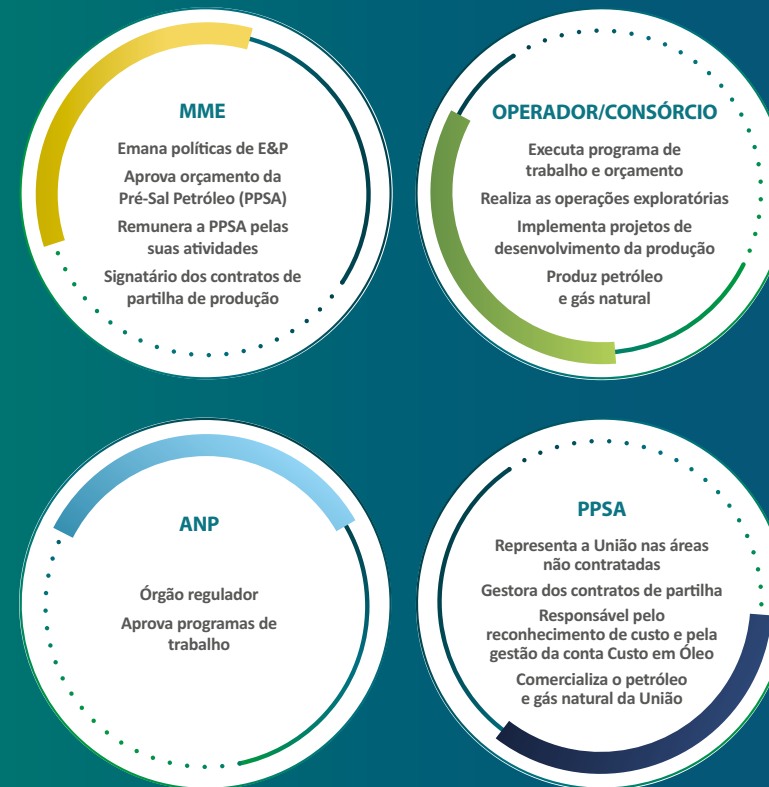 MME
Emana políticas de E&P
Aprova orçamento da
Pré-Sal Petróleo (PPSA)
Remunera a PPSA pelas
suas atividades
Signatário dos contratos de
partilha de produção
OPERADOR/CONSÓRCIO
Executa programa de
trabalho e orçamento
Realiza as operações exploratórias
Implementa projetos de
desenvolvimento da produção
Produz petróleo
e gás natural
ANP
Órgão regulador
Aprova programas de
trabalho
PPSA
Representa a União nas áreas
não contratadas
Gestora dos contratos de partilha
Responsável pelo
reconhecimento de custo e pela
gestão da conta Custo em Óleo
Comercializa o petróleo
e gás natural da União